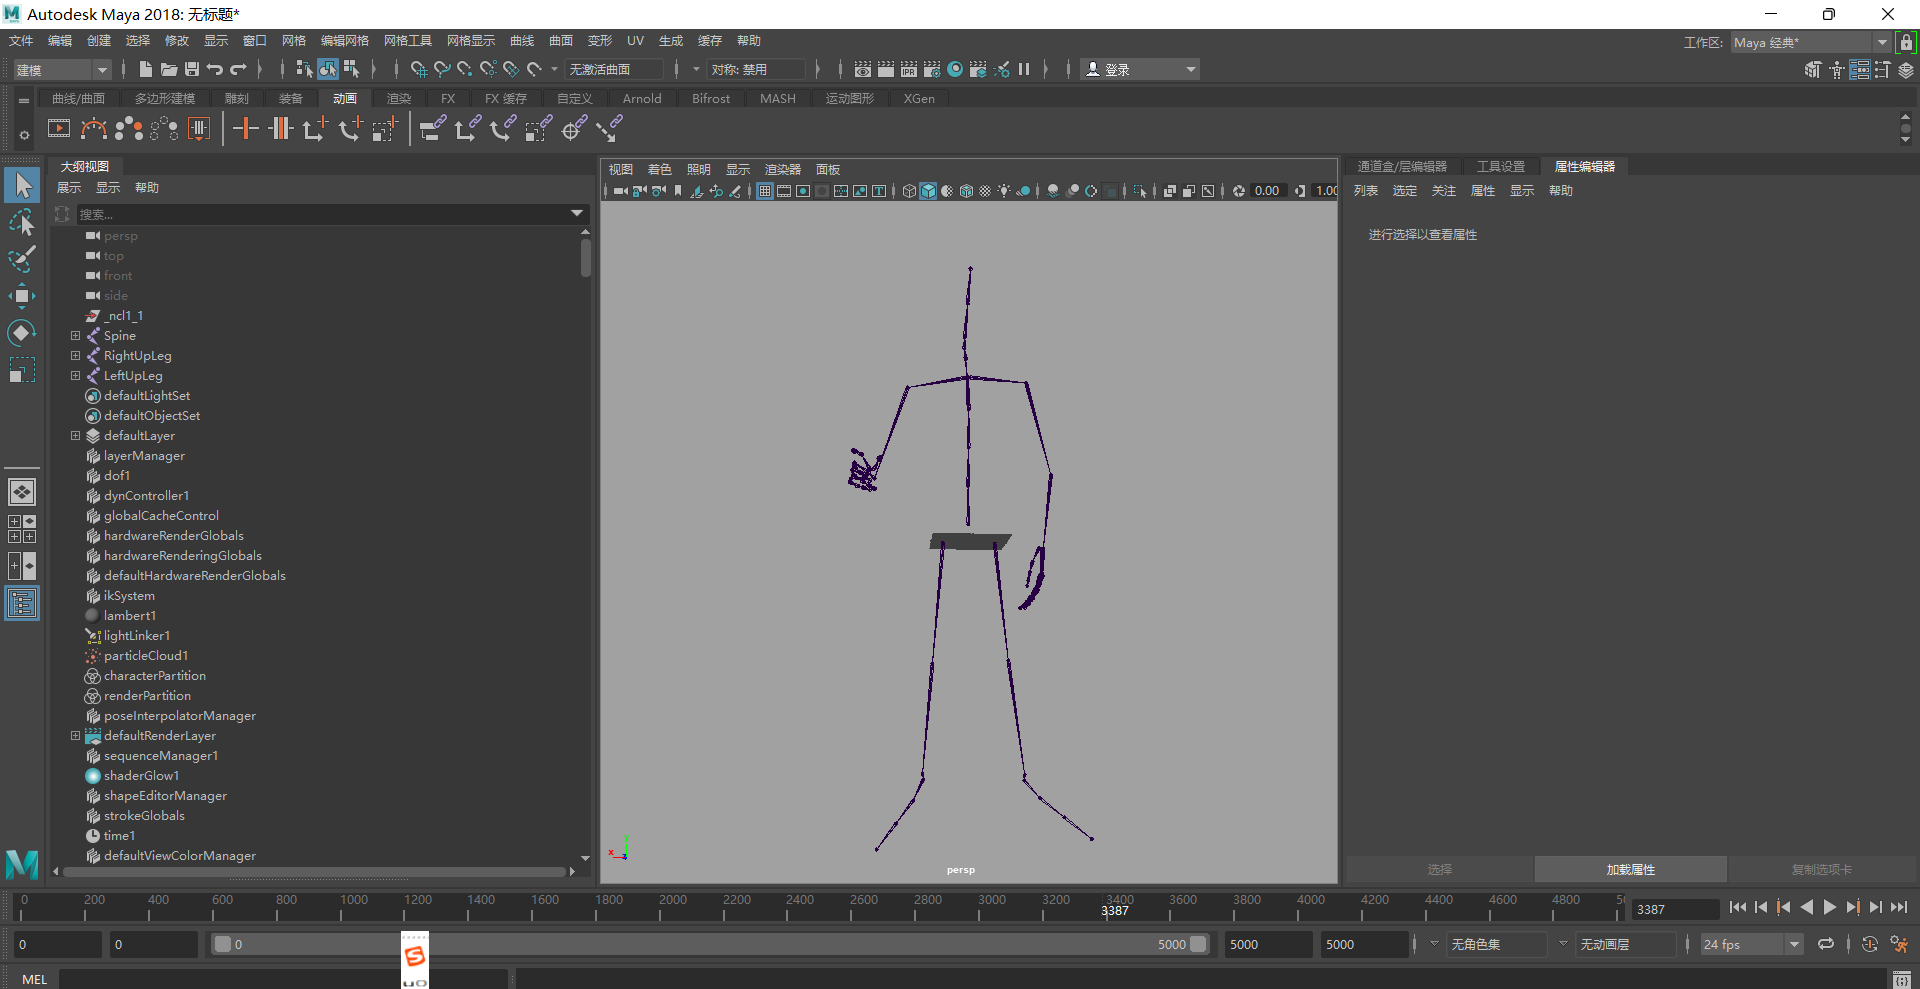 Autodesk Maya 2018: 无标题*
文件 编辑 创建 选择 修改 显示 窗口 网格 编辑网格 网格工具 网格显示 曲线 曲面 变形 UV 生成 缓存 帮助
工作区: Maya 经典*
建模 无激活曲面 对称: 禁用 登录
曲线/曲面 多边形建模 雕刻 装备 动画 渲染 FX FX 缓存 自定义 Arnold Bifrost MASH 运动图形 XGen
大纲视图
展示 显示 帮助
搜索...
persp
top
front
side
_ncl1_1
Spine
RightUpLeg
LeftUpLeg
defaultLightSet
defaultObjectSet
defaultLayer
layerManager
dof1
dynController1
globalCacheControl
hardwareRenderGlobals
hardwareRenderingGlobals
defaultHardwareRenderGlobals
ikSystem
lambert1
lightLinker1
particleCloud1
characterPartition
renderPartition
poseInterpolatorManager
defaultRenderLayer
sequenceManager1
shaderGlow1
shapeEditorManager
strokeGlobals
time1
defaultViewColorManager
视图 着色 照明 显示 渲染器 面板
IPR
0.00 1.00
persp
通道盒/层编辑器 工具设置 属性编辑器
列表 选定 关注 属性 显示 帮助
进行选择以查看属性
选择 加载属性 复制选项卡
0 200 400 600 800 1000 1200 1400 1600 1800 2000 2200 2400 2600 2800 3000 3200 3400 3600 3800 4000 4200 4400 4600 4800
3387
3387
0 0 0 5000 5000 5000 无角色集 无动画层 24 fps
MEL